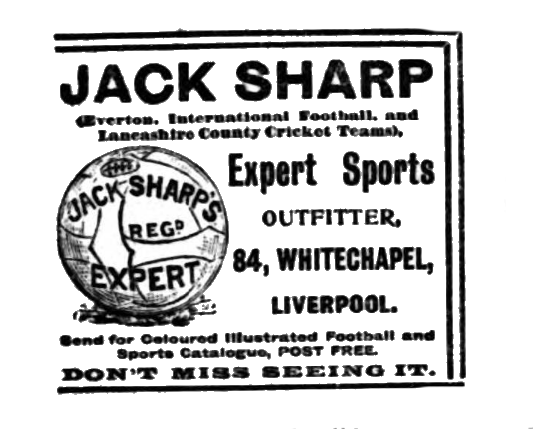 JACK SHARP
(Everton, International Football, and
Lancashire County Cricket Teams),
JACK SHARP'S
REGD
EXPERT
Expert Sports
OUTFITTER,
84, WHITECHAPEL,
LIVERPOOL.
Send for Coloured Illustrated Football and
Sports Catalogue, POST FREE.
DON'T MISS SEEING IT.